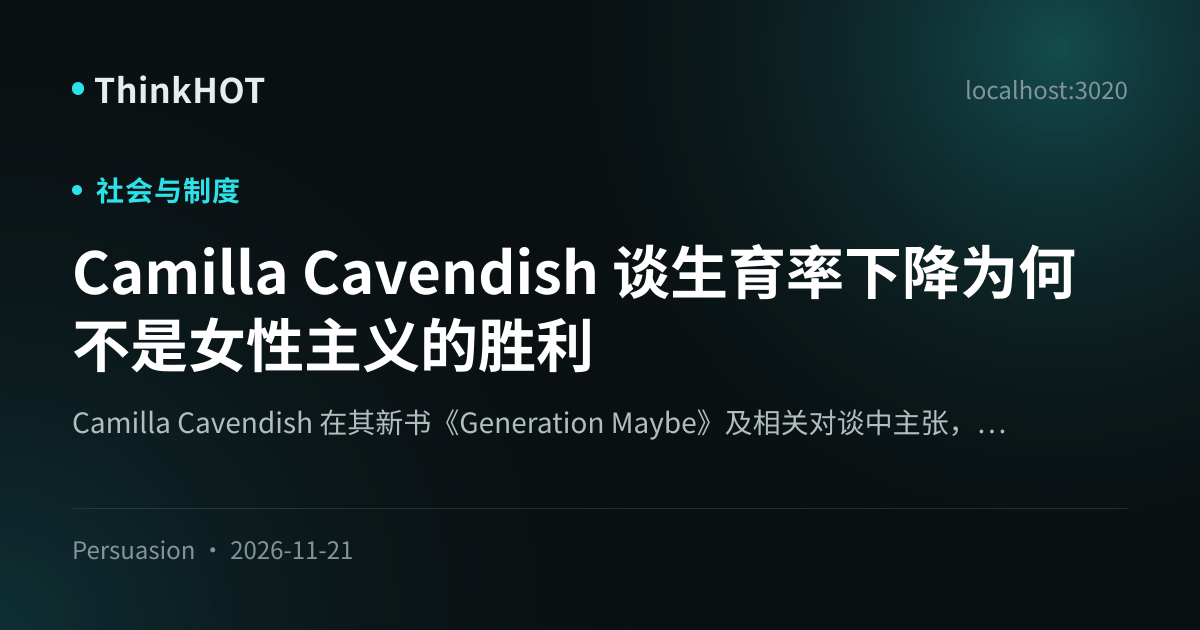 ThinkHOT
localhost:3020
社会与制度
Camilla Cavendish 谈生育率下降为何
不是女性主义的胜利
Camilla Cavendish 在其新书《Generation Maybe》及相关对谈中主张，…
Persuasion · 2026-11-21